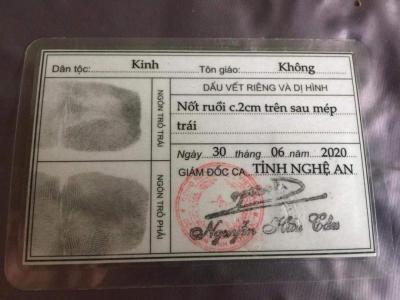 Dân tộc: Kinh Tôn giáo: Không
NGÓN TRỎ TRÁI
DẤU VẾT RIÊNG VÀ DỊ HÌNH
Nốt ruồi c.2cm trên sau mép
trái
Ngày 30 tháng 06 năm 2020
GIÁM ĐỐC CA TỈNH NGHỆ AN
NGÓN TRỎ PHẢI
Nguyễn Hữu Cầu